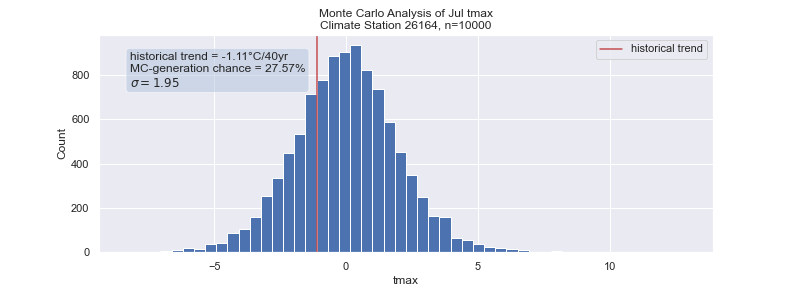 Monte Carlo Analysis of Jul tmax
Climate Station 26164, n=10000
historical trend = -1.11°C/40yr
MC-generation chance = 27.57%
σ = 1.95
historical trend
Count
800
600
400
200
0
−5
0
5
10
tmax